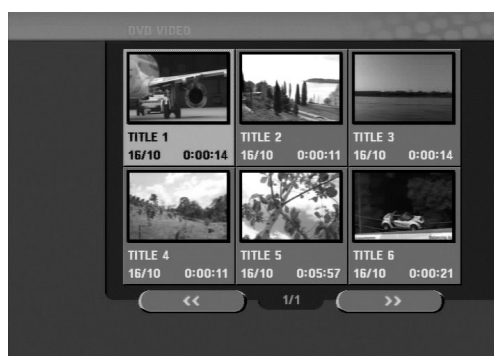 DVD VIDEO
TITLE 1
16/10 0:00:14
TITLE 2
16/10 0:00:11
TITLE 3
16/10 0:00:14
TITLE 4
16/10 0:00:11
TITLE 5
16/10 0:05:57
TITLE 6
16/10 0:00:21
<< 1/1 >>